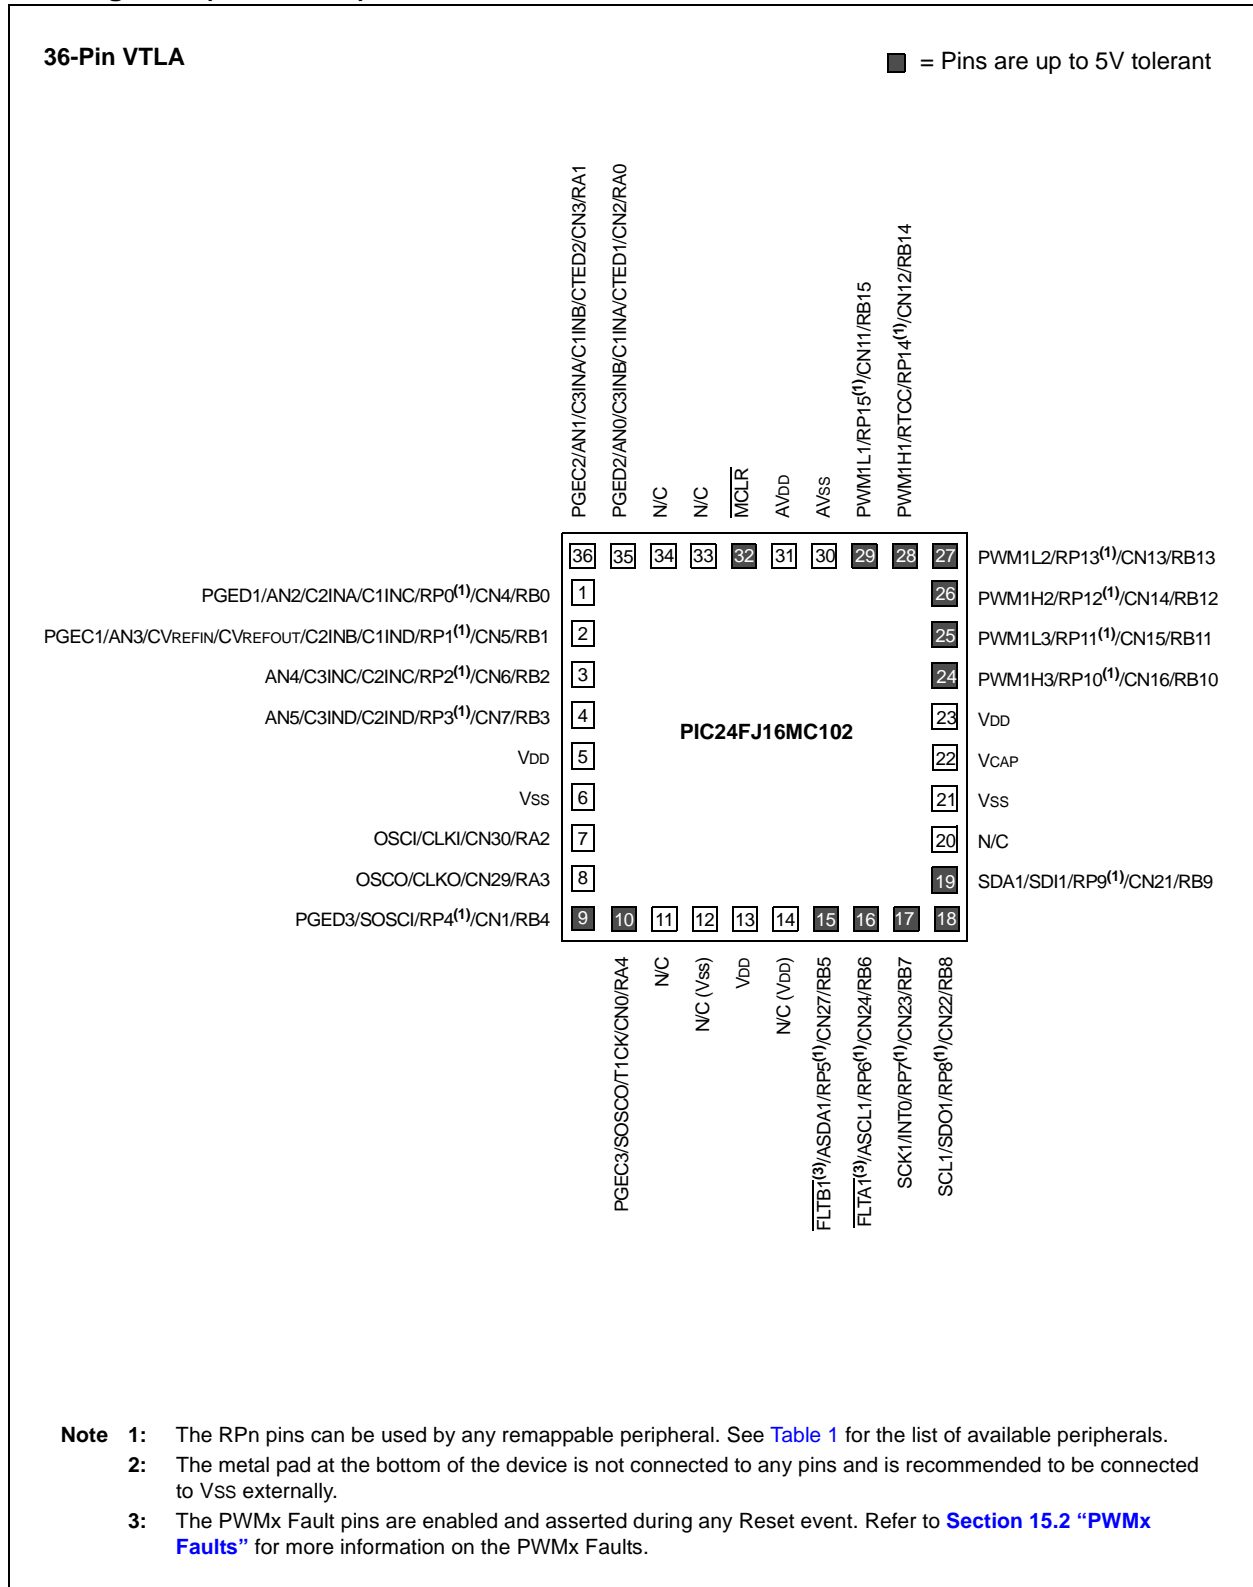 36-Pin VTLA
= Pins are up to 5V tolerant
PGEC2/AN1/C3INA/C1INB/CTED2/CN3/RA1
PGED2/AN0/C3INB/C1INA/CTED1/CN2/RA0
N/C
N/C
MCLR
AVDD
AVSS
PWM1L1/RP15(1)/CN11/RB15
PWM1H1/RTCC/RP14(1)/CN12/RB14
36 35 34 33 32 31 30 29 28 27
PWM1L2/RP13(1)/CN13/RB13
PGED1/AN2/C2INA/C1INC/RP0(1)/CN4/RB0 1
26 PWM1H2/RP12(1)/CN14/RB12
PGEC1/AN3/CVREFIN/CVREFOUT/C2INB/C1IND/RP1(1)/CN5/RB1 2
25 PWM1L3/RP11(1)/CN15/RB11
AN4/C3INC/C2INC/RP2(1)/CN6/RB2 3
24 PWM1H3/RP10(1)/CN16/RB10
AN5/C3IND/C2IND/RP3(1)/CN7/RB3 4
PIC24FJ16MC102
23 VDD
VDD 5
22 VCAP
VSS 6
21 VSS
OSCI/CLKI/CN30/RA2 7
20 N/C
OSCO/CLKO/CN29/RA3 8
19 SDA1/SDI1/RP9(1)/CN21/RB9
PGED3/SOSCI/RP4(1)/CN1/RB4
9 10 11 12 13 14 15 16 17 18
PGEC3/SOSCO/T1CK/CN0/RA4
N/C
N/C (Vss)
VDD
N/C (VDD)
FLTB1(3)/ASDA1/RP5(1)/CN27/RB5
FLTA1(3)/ASCL1/RP6(1)/CN24/RB6
SCK1/INT0/RP7(1)/CN23/RB7
SCL1/SDO1/RP8(1)/CN22/RB8
Note 1: The RPn pins can be used by any remappable peripheral. See Table 1 for the list of available peripherals.
2: The metal pad at the bottom of the device is not connected to any pins and is recommended to be connected
to VSS externally.
3: The PWMx Fault pins are enabled and asserted during any Reset event. Refer to Section 15.2 “PWMx
Faults” for more information on the PWMx Faults.